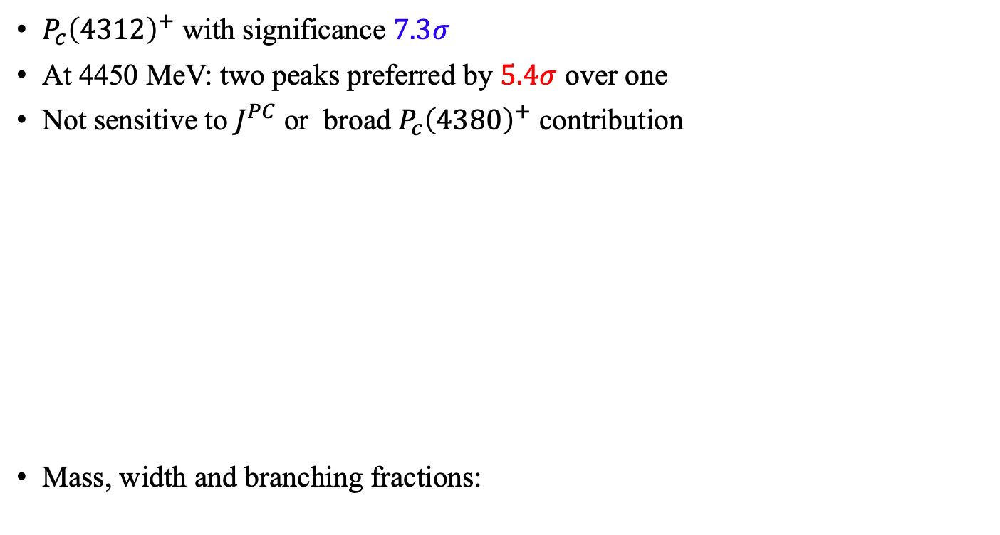 • P_c(4312)^+ with significance 7.3σ
• At 4450 MeV: two peaks preferred by 5.4σ over one
• Not sensitive to J^{PC} or broad P_c(4380)^+ contribution
• Mass, width and branching fractions: